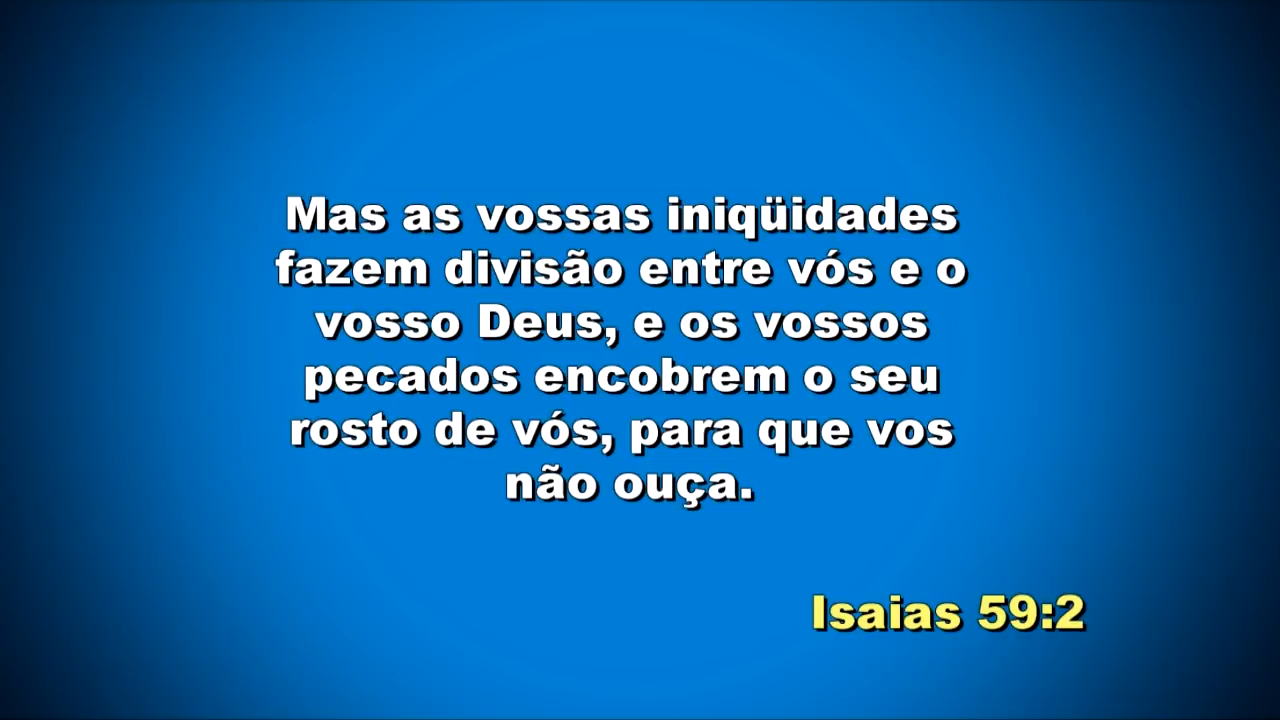 Mas as vossas iniqüidades
fazem divisão entre vós e o
vosso Deus, e os vossos
pecados encobrem o seu
rosto de vós, para que vos
não ouça.
Isaias 59:2